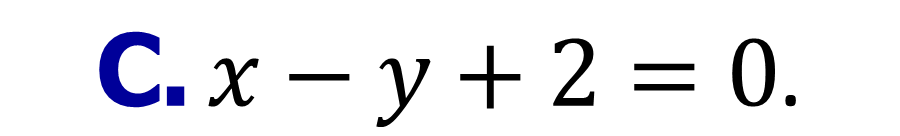 C. x − y + 2 = 0.